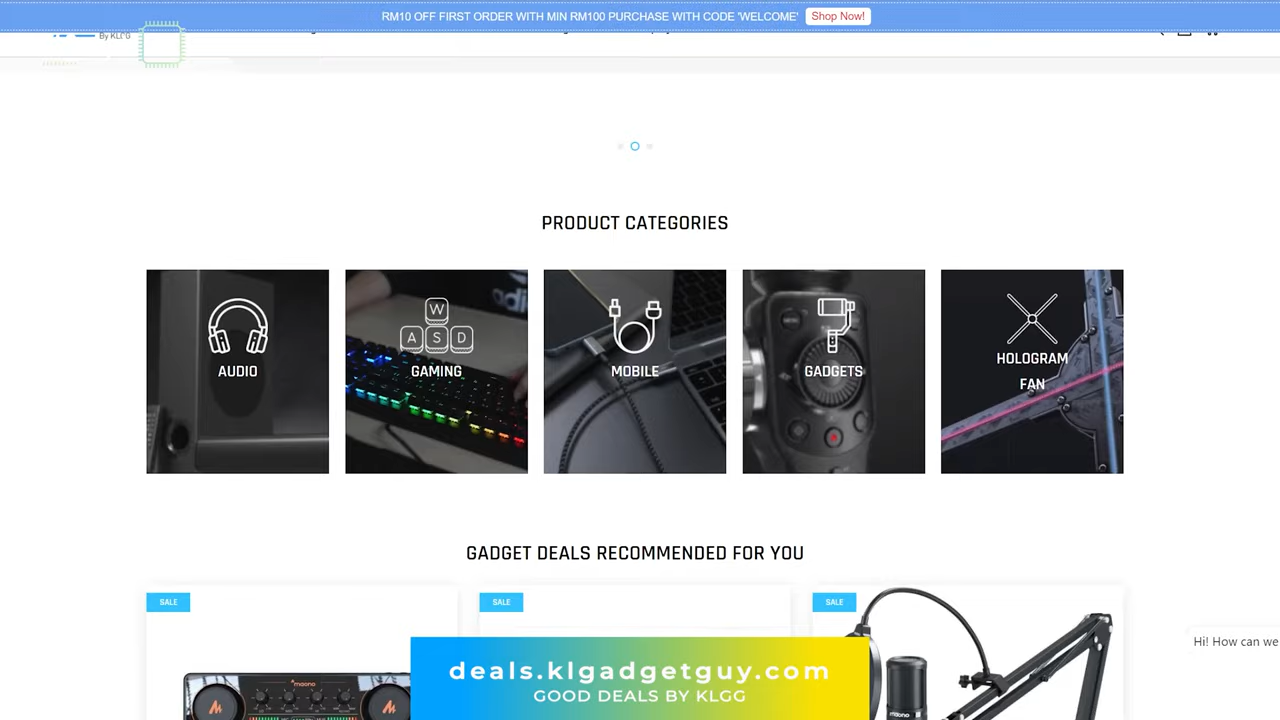 RM10 OFF FIRST ORDER WITH MIN RM100 PURCHASE WITH CODE 'WELCOME' Shop Now!
PRODUCT CATEGORIES
W
A S D
AUDIO
GAMING
MOBILE
GADGETS
HOLOGRAM
FAN
GADGET DEALS RECOMMENDED FOR YOU
SALE
SALE
SALE
Hi! How can we
maono
maono
deals.klgadgetguy.com
GOOD DEALS BY KLGG